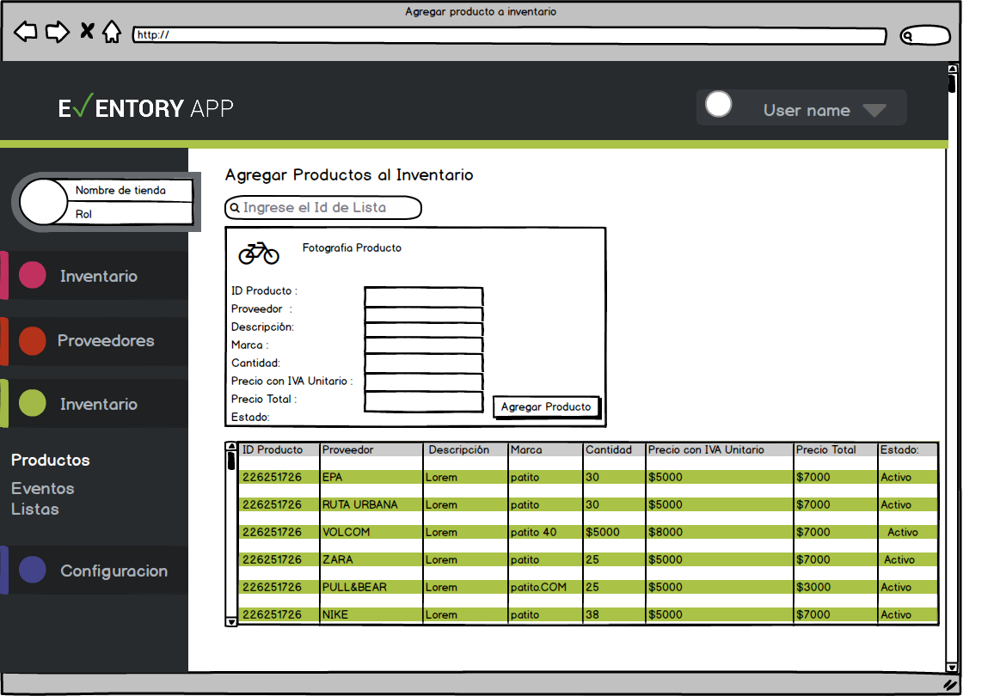 Agregar producto a inventario
http://
E✓ENTORY APP
User name
Nombre de tienda
Rol
Inventario
Proveedores
Inventario
Productos
Eventos
Listas
Configuracion
Agregar Productos al Inventario
Ingrese el Id de Lista
Fotografia Producto
ID Producto :
Proveedor :
Descripción:
Marca :
Cantidad:
Precio con IVA Unitario :
Precio Total :
Estado:
Agregar Producto
ID Producto Proveedor Descripción Marca Cantidad Precio con IVA Unitario Precio Total Estado:
226251726 EPA Lorem patito 30 $5000 $7000 Activo
226251726 RUTA URBANA Lorem patito 30 $5000 $7000 Activo
226251726 VOLCOM Lorem patito 40 $5000 $8000 $7000 Activo
226251726 ZARA Lorem patito 25 $5000 $7000 Activo
226251726 PULL&BEAR Lorem patito.COM 25 $5000 $3000 Activo
226251726 NIKE Lorem patito 38 $5000 $7000 Activo